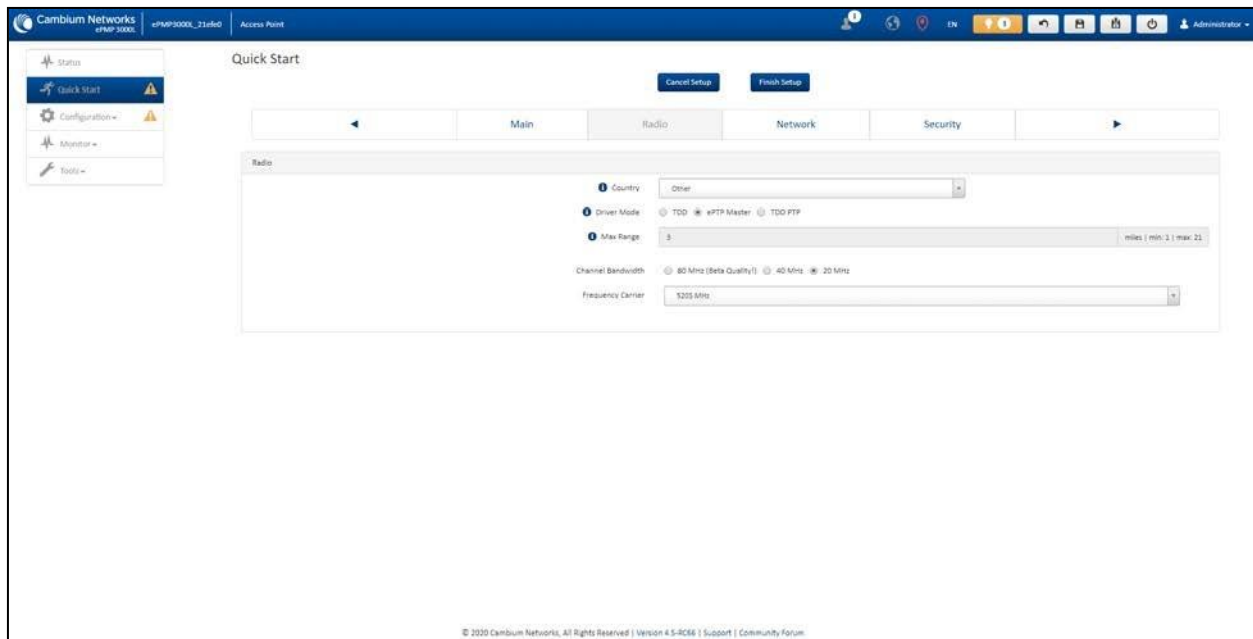 Cambium Networks
ePMP 3000L
ePMP3000L_21efe0
Access Point
1
EN
1
Administrator
Status
Quick Start
Configuration
Monitor
Tools
Quick Start
Cancel Setup
Finish Setup
Main
Radio
Network
Security
Radio
Country
Other
Driver Mode
TDD
ePTP Master
TDD PTP
Max Range
3
miles | min: 1 | max: 21
Channel Bandwidth
80 MHz (Beta Quality!)
40 MHz
20 MHz
Frequency Carrier
5205 MHz
© 2020 Cambium Networks, All Rights Reserved | Version 4.5-RC66 | Support | Community Forum